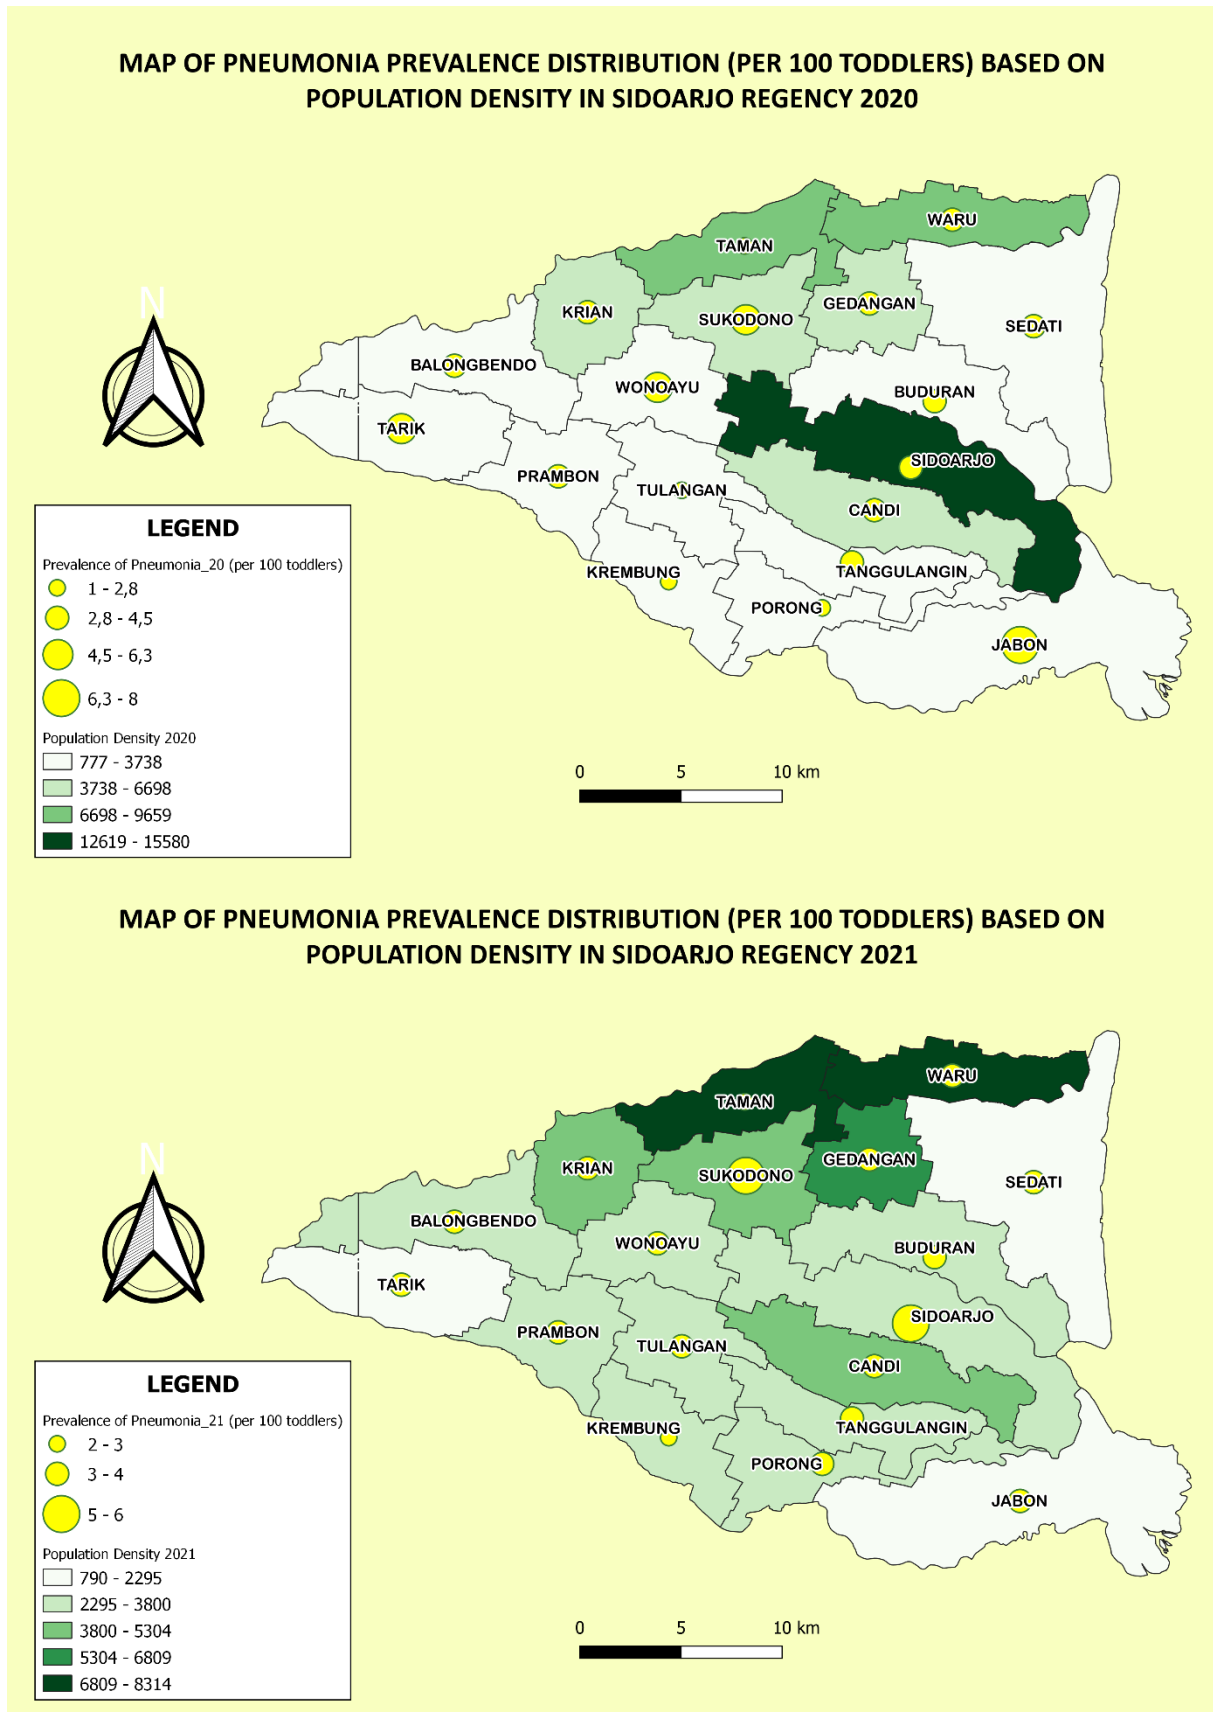 MAP OF PNEUMONIA PREVALENCE DISTRIBUTION (PER 100 TODDLERS) BASED ON
POPULATION DENSITY IN SIDOARJO REGENCY 2020
WARU
TAMAN
KRIAN
SUKODONO
GEDANGAN
SEDATI
N
BALONGBENDO
WONOAYU
BUDURAN
TARIK
SIDOARJO
PRAMBON
TULANGAN
CANDI
KREMBUNG
TANGGULANGIN
PORONG
JABON
LEGEND
Prevalence of Pneumonia_20 (per 100 toddlers)
1 - 2,8
2,8 - 4,5
4,5 - 6,3
6,3 - 8
Population Density 2020
777 - 3738
3738 - 6698
6698 - 9659
12619 - 15580
0 5 10 km
MAP OF PNEUMONIA PREVALENCE DISTRIBUTION (PER 100 TODDLERS) BASED ON
POPULATION DENSITY IN SIDOARJO REGENCY 2021
WARU
TAMAN
KRIAN
SUKODONO
GEDANGAN
SEDATI
N
BALONGBENDO
WONOAYU
BUDURAN
TARIK
SIDOARJO
PRAMBON
TULANGAN
CANDI
KREMBUNG
TANGGULANGIN
PORONG
JABON
LEGEND
Prevalence of Pneumonia_21 (per 100 toddlers)
2 - 3
3 - 4
5 - 6
Population Density 2021
790 - 2295
2295 - 3800
3800 - 5304
5304 - 6809
6809 - 8314
0 5 10 km